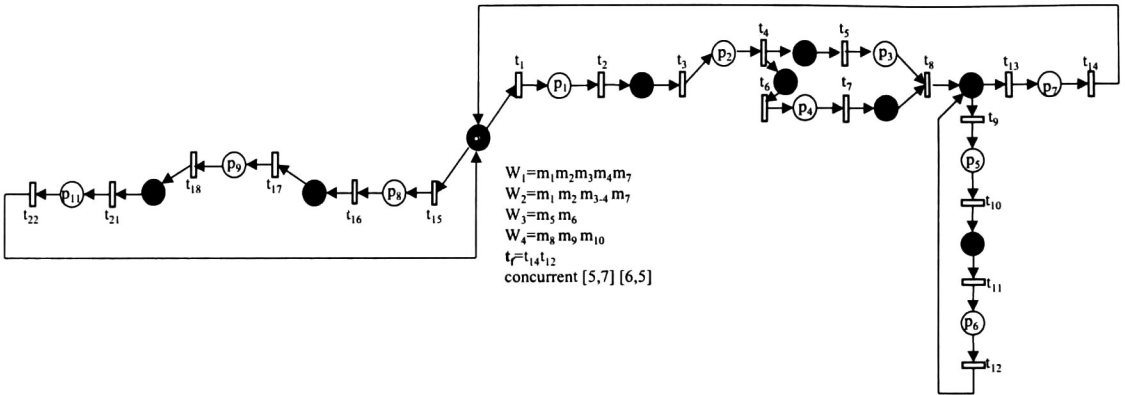 t4
t5
t1
t2
t3
p2
p3
t8
t13
t14
p1
t6
t7
p7
p4
t9
t18
p9
t17
p5
W1=m1m2m3m4m7
W2=m1 m2 m3-4 m7
W3=m5 m6
W4=m8 m9 m10
tf=t14t12
concurrent [5,7] [6,5]
p11
p8
t22
t21
t16
t15
t10
t11
p6
t12